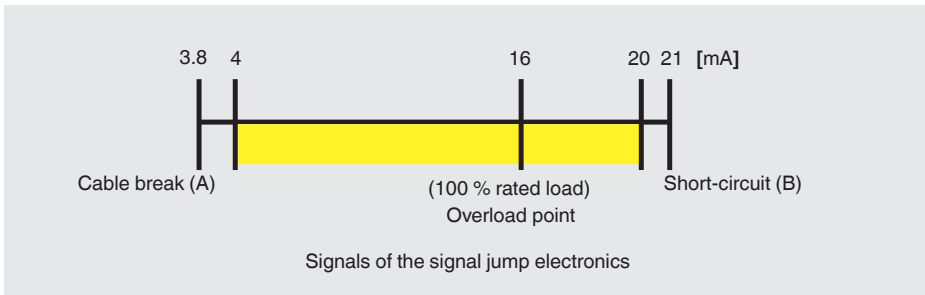 3.8 4 16 20 21 [mA]
Cable break (A)
(100 % rated load)
Overload point
Short-circuit (B)
Signals of the signal jump electronics